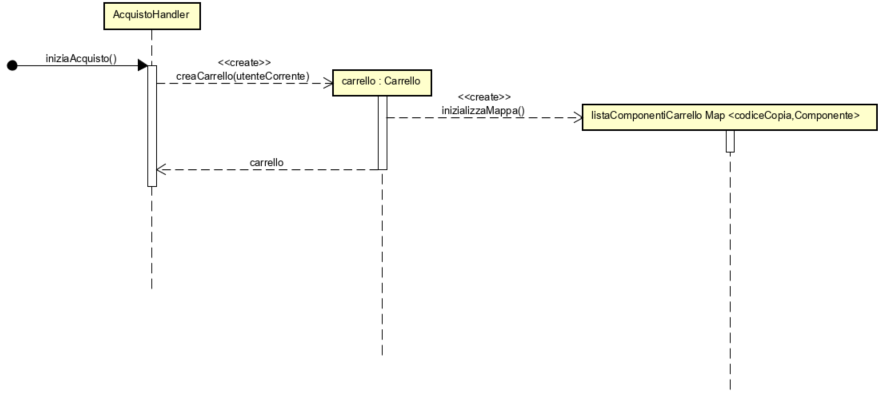 AcquistoHandler
iniziaAcquisto()
<<create>>
creaCarrello(utenteCorrente)
carrello : Carrello
<<create>>
inizializzaMappa()
listaComponentiCarrello Map <codiceCopia,Componente>
carrello